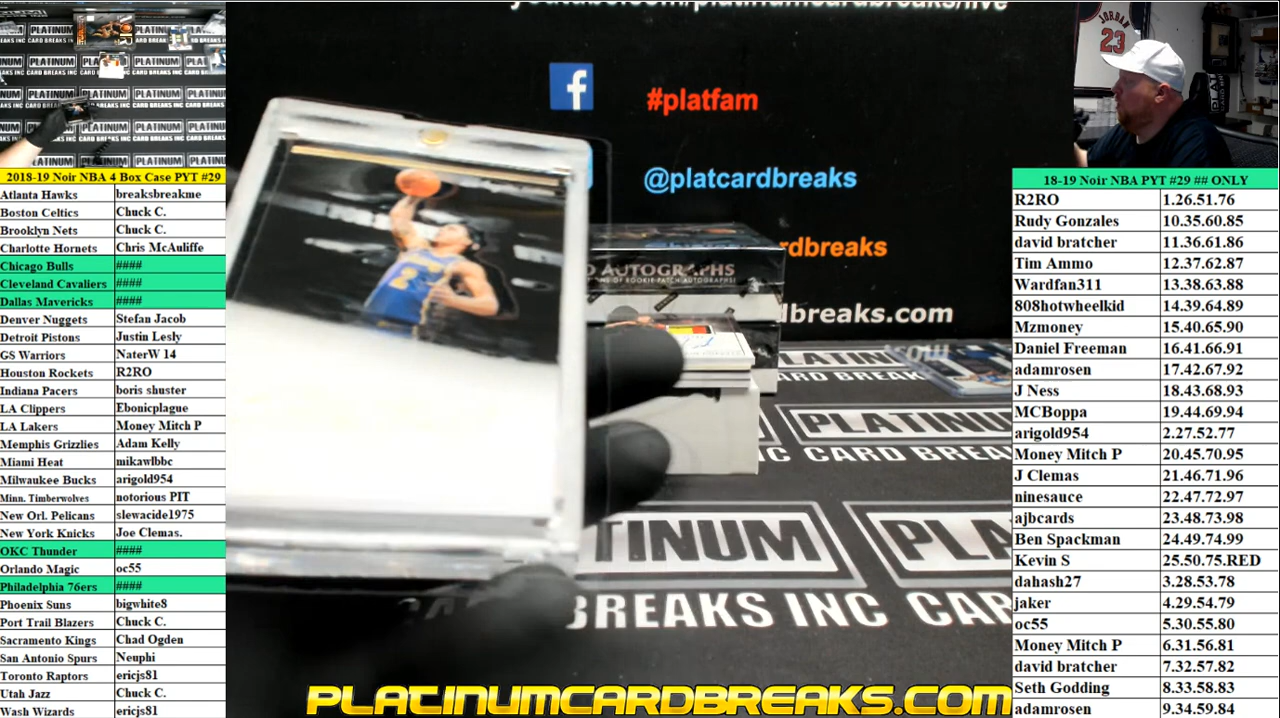 youtube.com/platinumcardbreaks/live
#platfam
@platcardbreaks
rdbreaks
dbreaks.com
AUTOGRAPHS
JORDAN
23
2
2018-19 Noir NBA 4 Box Case PYT #29
Atlanta Hawks breaksbreakme
Boston Celtics Chuck C.
Brooklyn Nets Chuck C.
Charlotte Hornets Chris McAuliffe
Chicago Bulls ####
Cleveland Cavaliers ####
Dallas Mavericks ####
Denver Nuggets Stefan Jacob
Detroit Pistons Justin Lesly
GS Warriors NaterW 14
Houston Rockets R2RO
Indiana Pacers boris shuster
LA Clippers Ebonicplague
LA Lakers Money Mitch P
Memphis Grizzlies Adam Kelly
Miami Heat mikawlbbc
Milwaukee Bucks arigold954
Minn. Timberwolves notorious PIT
New Orl. Pelicans slewacide1975
New York Knicks Joe Clemas.
OKC Thunder ####
Orlando Magic oc55
Philadelphia 76ers ####
Phoenix Suns bigwhite8
Port Trail Blazers Chuck C.
Sacramento Kings Chad Ogden
San Antonio Spurs Neuphi
Toronto Raptors ericjs81
Utah Jazz Chuck C.
Wash Wizards ericjs81
18-19 Noir NBA PYT #29 ## ONLY
R2RO 1.26.51.76
Rudy Gonzales 10.35.60.85
david bratcher 11.36.61.86
Tim Ammo 12.37.62.87
Wardfan311 13.38.63.88
808hotwheelkid 14.39.64.89
Mzmoney 15.40.65.90
Daniel Freeman 16.41.66.91
adamrosen 17.42.67.92
J Ness 18.43.68.93
MCBoppa 19.44.69.94
arigold954 2.27.52.77
Money Mitch P 20.45.70.95
J Clemas 21.46.71.96
ninesauce 22.47.72.97
ajbcards 23.48.73.98
Ben Spackman 24.49.74.99
Kevin S 25.50.75.RED
dahash27 3.28.53.78
jaker 4.29.54.79
oc55 5.30.55.80
Money Mitch P 6.31.56.81
david bratcher 7.32.57.82
Seth Godding 8.33.58.83
adamrosen 9.34.59.84
PLATINUM
CARD BREAKS INC
TINUM PLA
BREAKS INC CAR
PLATINUMCARDBREAKS.COM